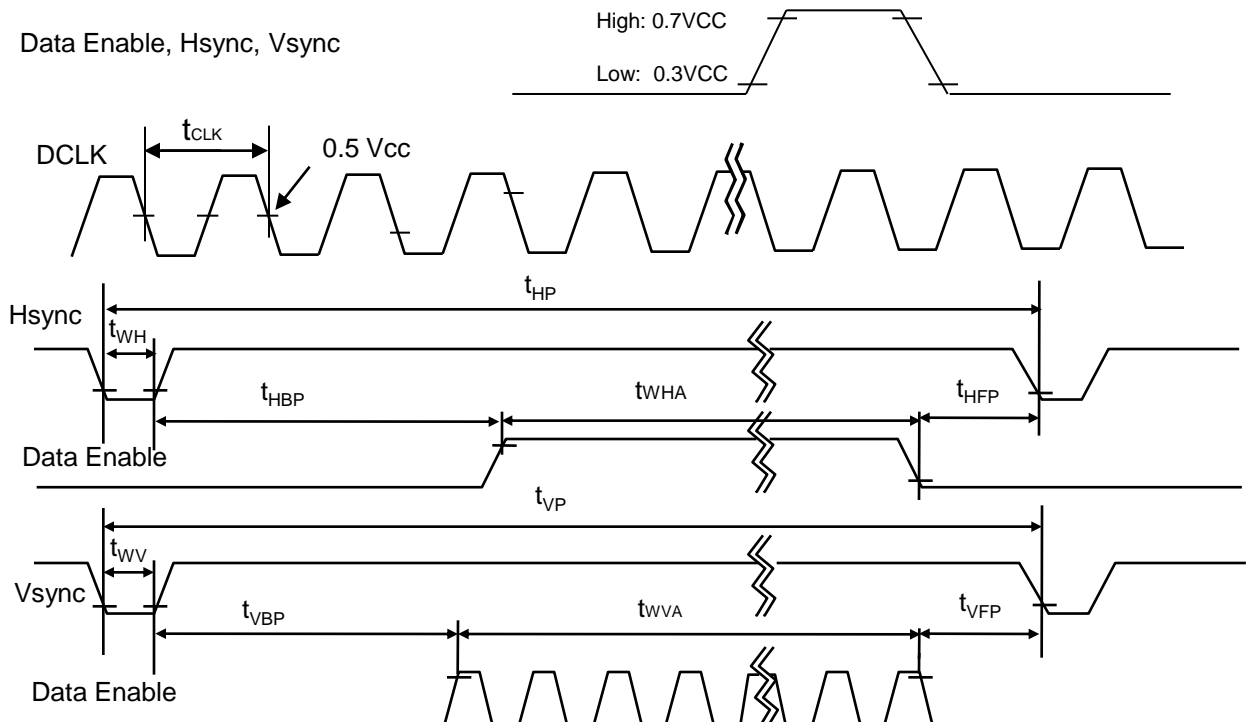 High: 0.7VCC
Data Enable, Hsync, Vsync
Low: 0.3VCC
tCLK
DCLK
0.5 Vcc
tHP
Hsync
tWH
tHBP
tWHA
tHFP
Data Enable
tVP
tWV
Vsync
tVBP
tWVA
tVFP
Data Enable